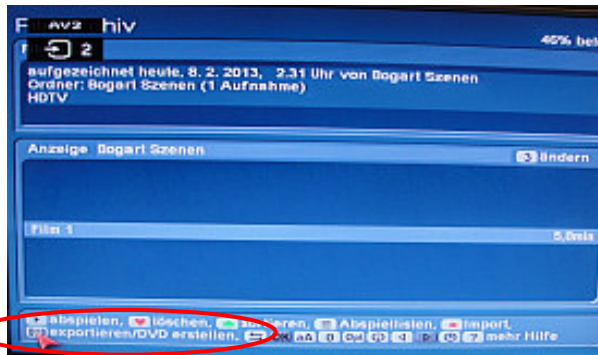 F AV2 hiv
46% bel
2
aufgezeichnet heute, 8. 2. 2013, 2.31 Uhr von Bogart Szenen
Ordner: Bogart Szenen (1 Aufnahme)
HDTV
Anzeige Bogart Szenen
3 ändern
Film 1
5,0min
abspielen, löschen, sortieren, Abspiellisten, Import,
exportieren/DVD erstellen, mehr Hilfe